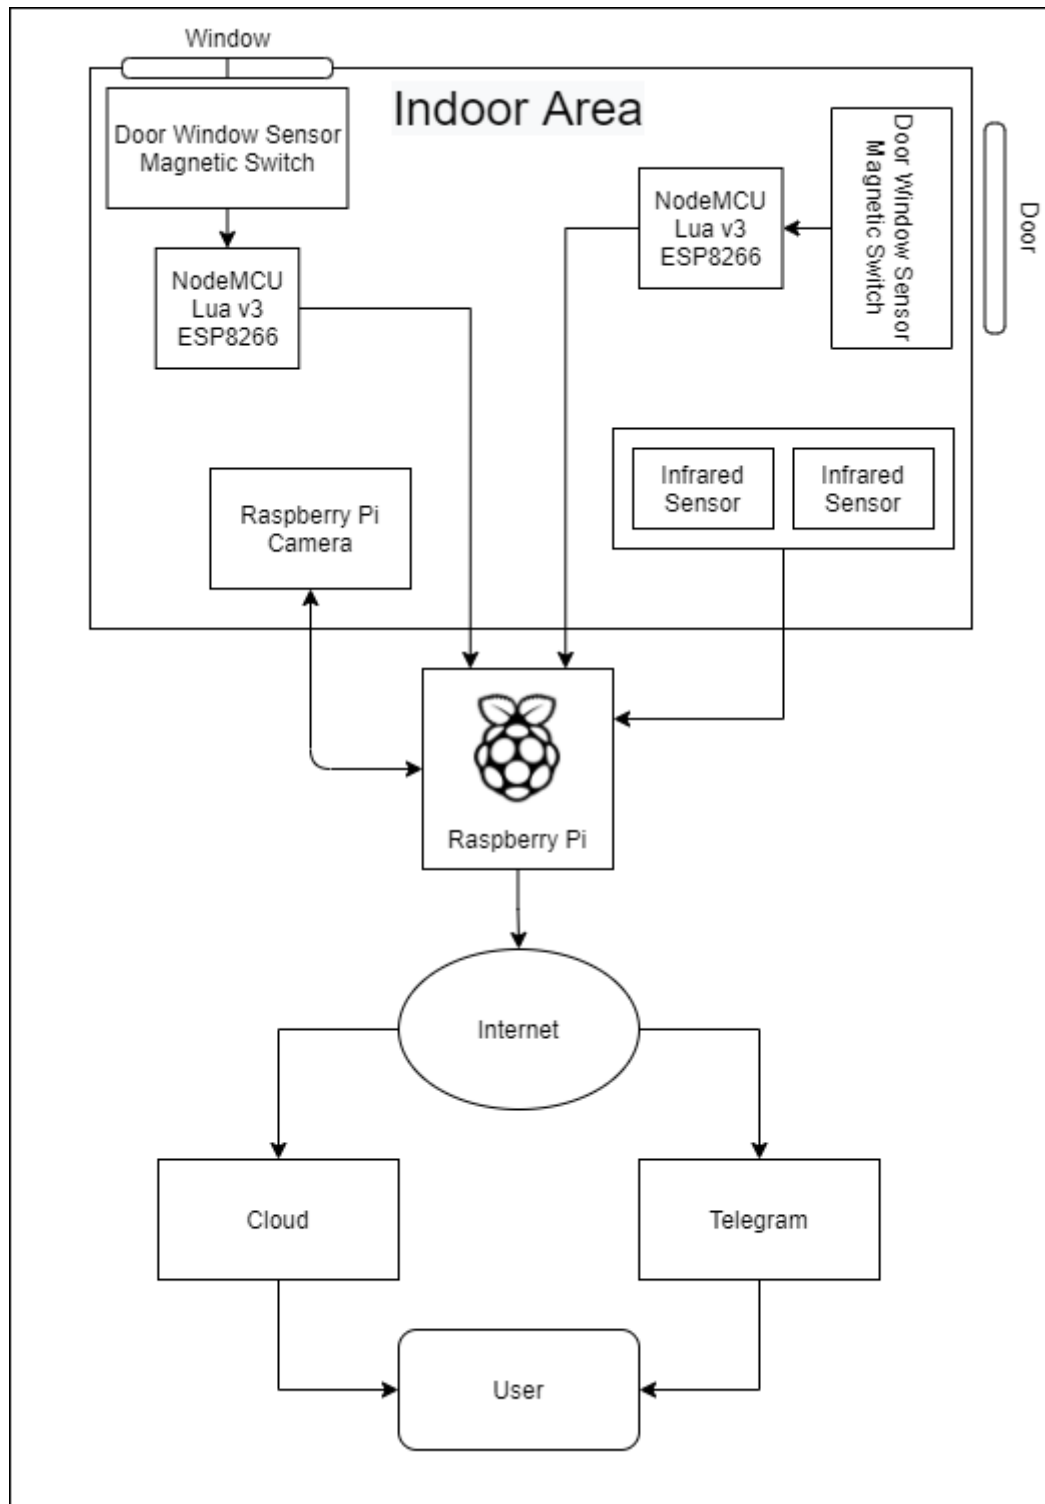 Window
Indoor Area
Door Window Sensor
Magnetic Switch
Door Window Sensor
Magnetic Switch
Door
NodeMCU
Lua v3
ESP8266
NodeMCU
Lua v3
ESP8266
Infrared
Sensor
Infrared
Sensor
Raspberry Pi
Camera
Raspberry Pi
Internet
Cloud
Telegram
User